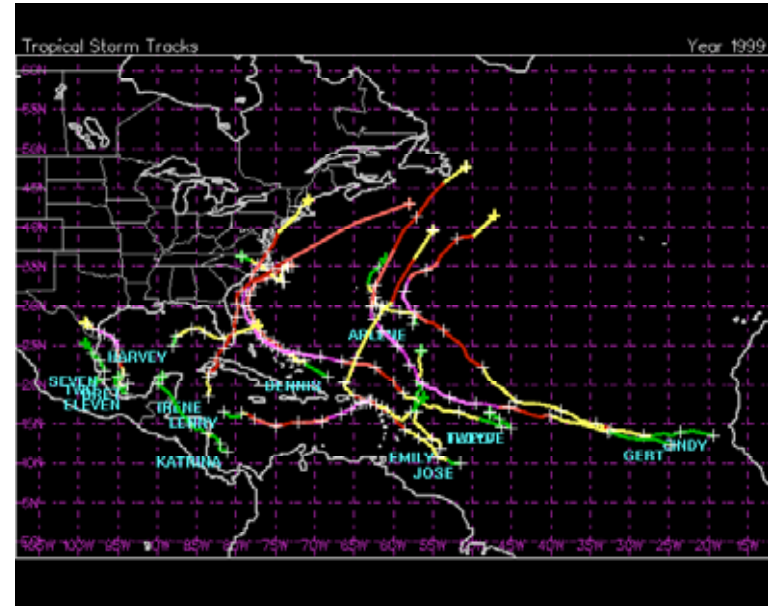 Tropical Storm Tracks Year 1999
60N
55N
50N
45N
40N
35N
30N
25N
ARLENE
HARVEY
20N
SEVEN
DENNIS
BRET
ELEVEN
IRENE
15N
LENNY
KATRINA
EMILY
GERT
INDY
JOSE
10N
5N
105W 100W 95W 90W 85W 80W 75W 70W 65W 60W 55W 50W 45W 40W 35W 30W 25W 20W 15W